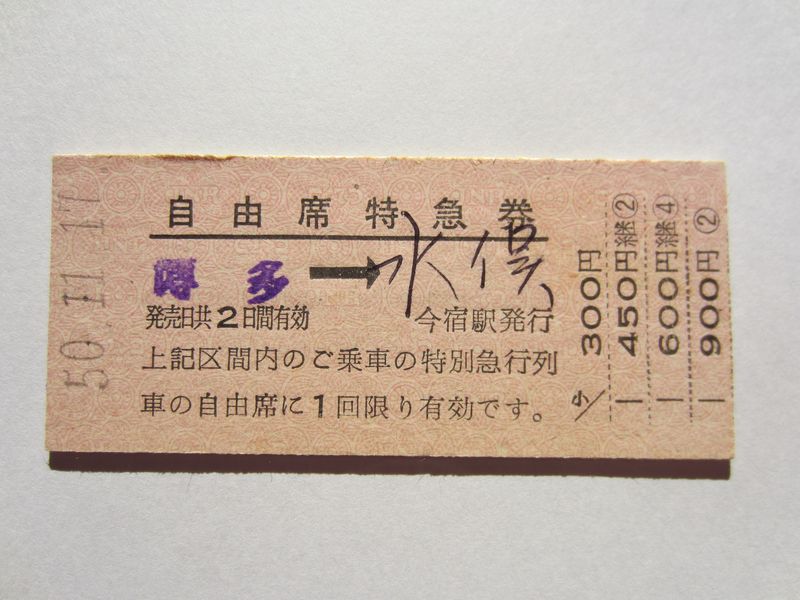 自由席特急券
博多→水俣
発売日共2日間有効 今宿駅発行
上記区間内のご乗車の特別急行列
車の自由席に1回限り有効です。
50.11.17
300円
450円継②
600円継④
900円②